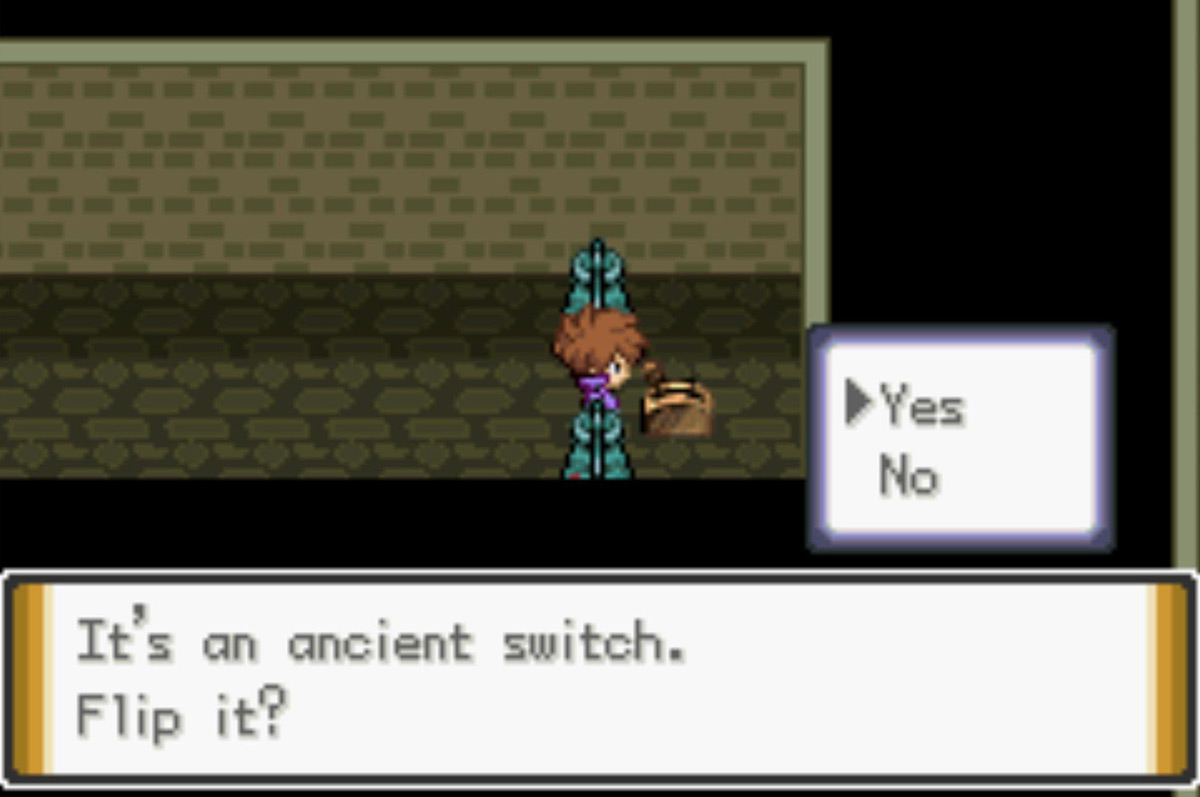 Yes
No
It's an ancient switch.
Flip it?